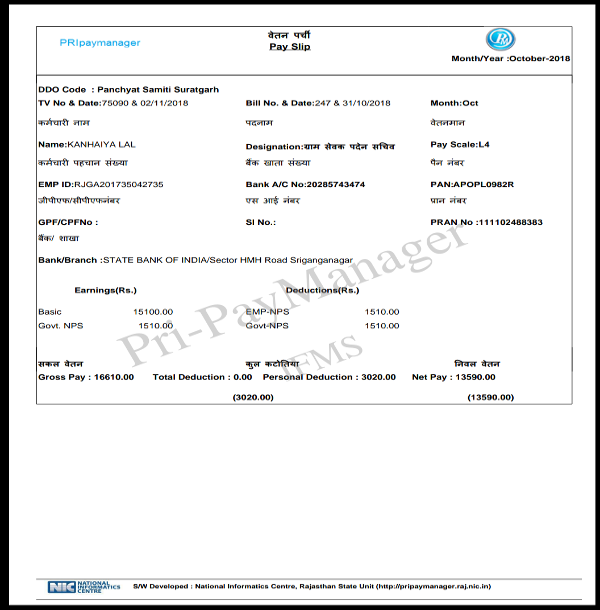 वेतन पर्ची
PRIpaymanager
Pay Slip
Month/Year :October-2018
DDO Code : Panchyat Samiti Suratgarh
TV No & Date:75090 & 02/11/2018 Bill No. & Date:247 & 31/10/2018 Month:Oct
कर्मचारी नाम पदनाम वेतनमान
Name:KANHAIYA LAL Designation:ग्राम सेवक पदेन सचिव Pay Scale:L4
कर्मचारी पहचान संख्या बैंक खाता संख्या पैन नंबर
EMP ID:RJGA201735042735 Bank A/C No:20285743474 PAN:APOPL0982R
जीपीएफ/सीपीएफनंबर एस आई नंबर प्रान नंबर
GPF/CPFNo : SI No.: PRAN No :111102488383
बैंक/ शाखा
Bank/Branch :STATE BANK OF INDIA/Sector HMH Road Sriganganagar
Earnings(Rs.) Deductions(Rs.)
Basic 15100.00 EMP-NPS 1510.00
Govt. NPS 1510.00 Govt-NPS 1510.00
Pri-PayManager
IFMS
सकल वेतन कुल कटोतिया निवल वेतन
Gross Pay : 16610.00 Total Deduction : 0.00 Personal Deduction : 3020.00 Net Pay : 13590.00
(3020.00) (13590.00)
NIC NATIONAL INFORMATICS CENTRE
S/W Developed : National Informatics Centre, Rajasthan State Unit (http://pripaymanager.raj.nic.in)